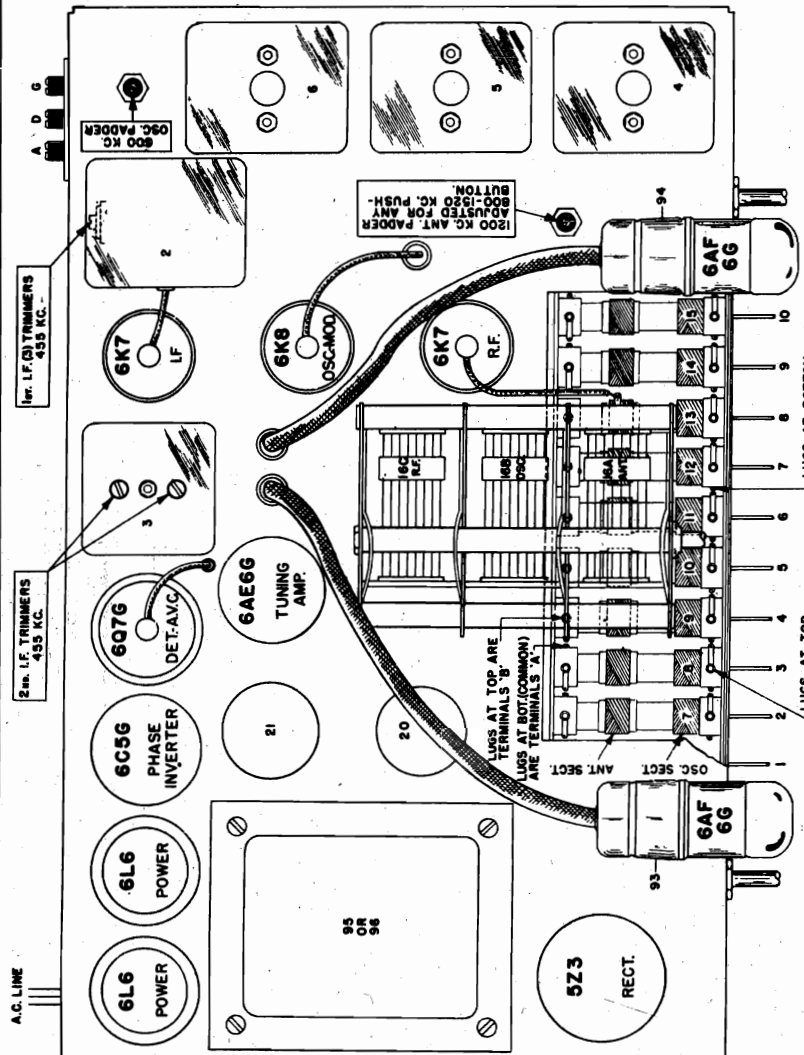 A.C. LINE
2ND. I.F. TRIMMERS
455 KC.
1ST. I.F.(3) TRIMMERS
455 KC.
A D G
600 KC.
OSC. PADDER
6L6
POWER
6L6
POWER
6C5G
PHASE
INVERTER
6Q7G
DET.-A.V.C.
3
6K7
I.F
2
6
5
4
95
OR
96
21
20
6AE6G
TUNING
AMP.
6K8
OSC-MOD.
6K7
R.F.
1200 KC. ANT. PADDER
ADJUSTED FOR ANY
800-1520 KC. PUSH-
BUTTON.
16C
R.F.
16B
OSC.
16A
ANT.
LUGS AT TOP ARE
TERMINALS 'B'
LUGS AT BOT.(COMMON)
ARE TERMINALS 'A'
ANT. SECT.
OSC. SECT.
7
8
9
10
11
12
13
14
15
5Z3
RECT.
93
6AF
6G
94
6AF
6G
1
2
3
4
5
6
7
8
9
10
LUGS AT TOP